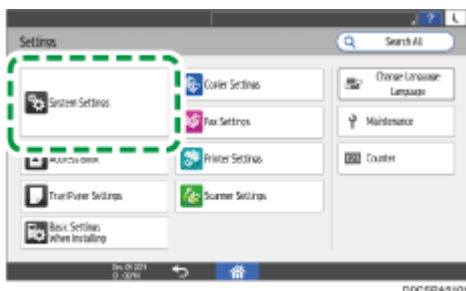 Settings
Search All
System Settings
Copier Settings
Change Language
Language
Fax Settings
Maintenance
Address Book
Printer Settings
Counter
Tray/Paper Settings
Scanner Settings
Basic Settings
When Installing